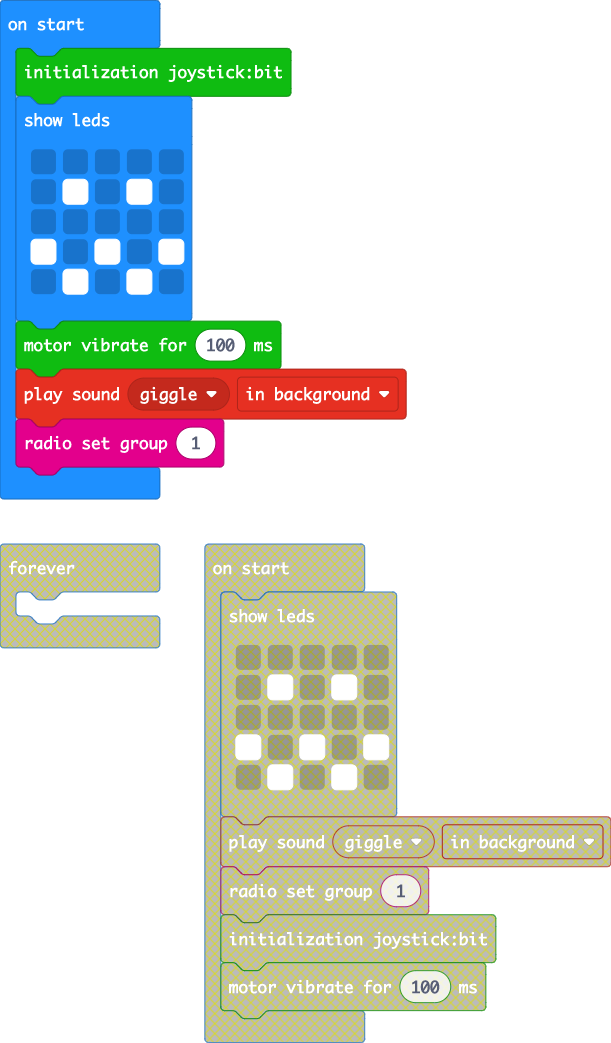 on start
initialization joystick:bit
show leds
motor vibrate for 100 ms
play sound giggle in background
radio set group 1
forever
on start
show leds
play sound giggle in background
radio set group 1
initialization joystick:bit
motor vibrate for 100 ms